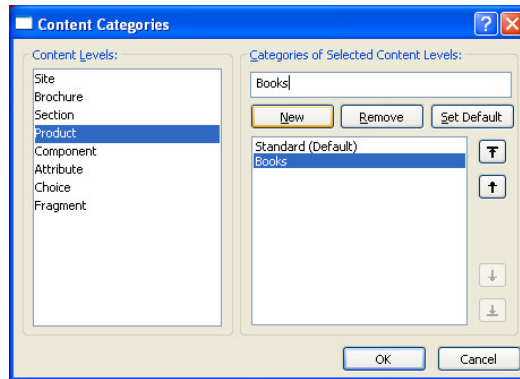 Content Categories
Content Levels:
Site
Brochure
Section
Product
Component
Attribute
Choice
Fragment
Categories of Selected Content Levels:
Books
New Remove Set Default
Standard (Default)
Books
OK Cancel